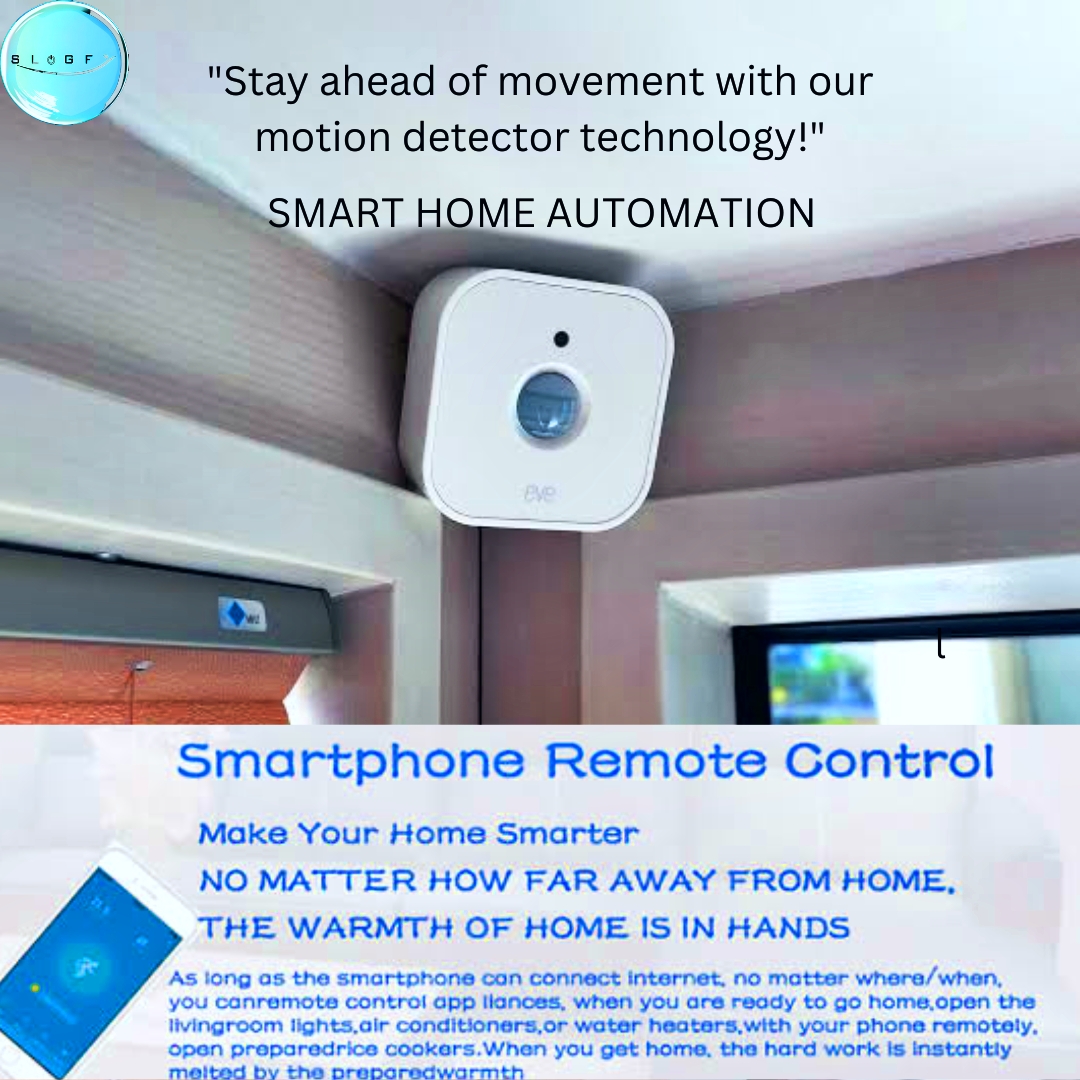 SLOGF
"Stay ahead of movement with our
motion detector technology!"
SMART HOME AUTOMATION
eve
l
Smartphone Remote Control
Make Your Home Smarter
NO MATTER HOW FAR AWAY FROM HOME,
THE WARMTH OF HOME IS IN HANDS
As long as the smartphone can connect internet, no matter where/when,
you canremote control app liances, when you are ready to go home,open the
livingroom lights,air conditioners,or water heaters,with your phone remotely,
open preparedrice cookers.When you get home, the hard work is instantly
melted by the preparedwarmth